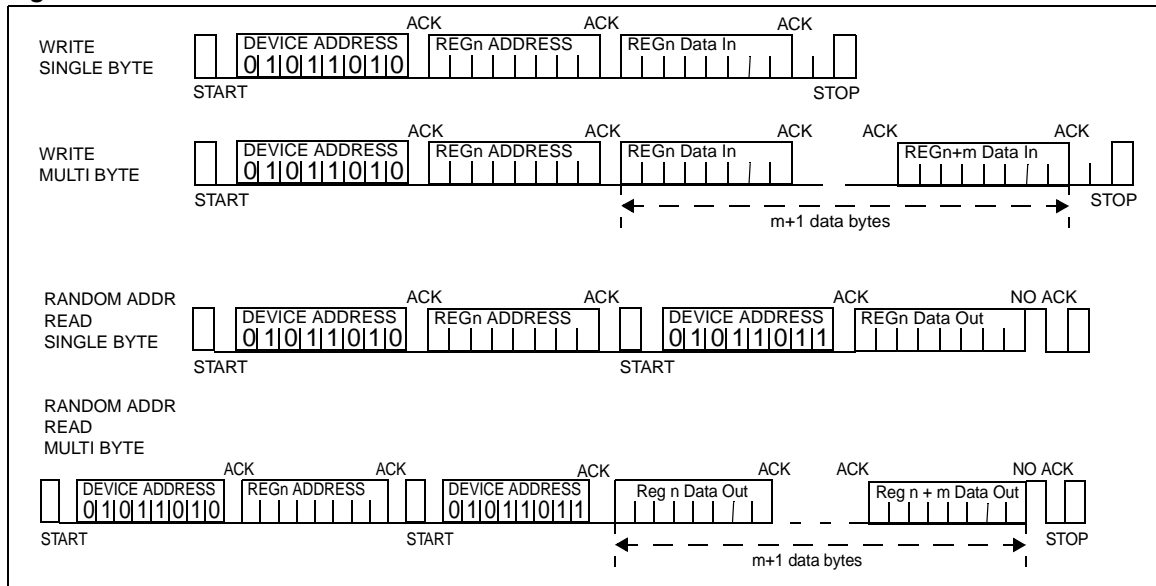 ACK ACK ACK
WRITE
SINGLE BYTE
DEVICE ADDRESS REGn ADDRESS REGn Data In
0 1 0 1 1 0 1 0
START STOP
ACK ACK ACK ACK ACK
WRITE
MULTI BYTE
DEVICE ADDRESS REGn ADDRESS REGn Data In REGn+m Data In
0 1 0 1 1 0 1 0
START STOP
m+1 data bytes
RANDOM ADDR
READ
SINGLE BYTE
ACK ACK ACK NO ACK
DEVICE ADDRESS REGn ADDRESS DEVICE ADDRESS REGn Data Out
0 1 0 1 1 0 1 0 0 1 0 1 1 0 1 1
START START
RANDOM ADDR
READ
MULTI BYTE
ACK ACK ACK ACK ACK NO ACK
DEVICE ADDRESS REGn ADDRESS DEVICE ADDRESS Reg n Data Out Reg n + m Data Out
0 1 0 1 1 0 1 0 0 1 0 1 1 0 1 1
START START STOP
m+1 data bytes